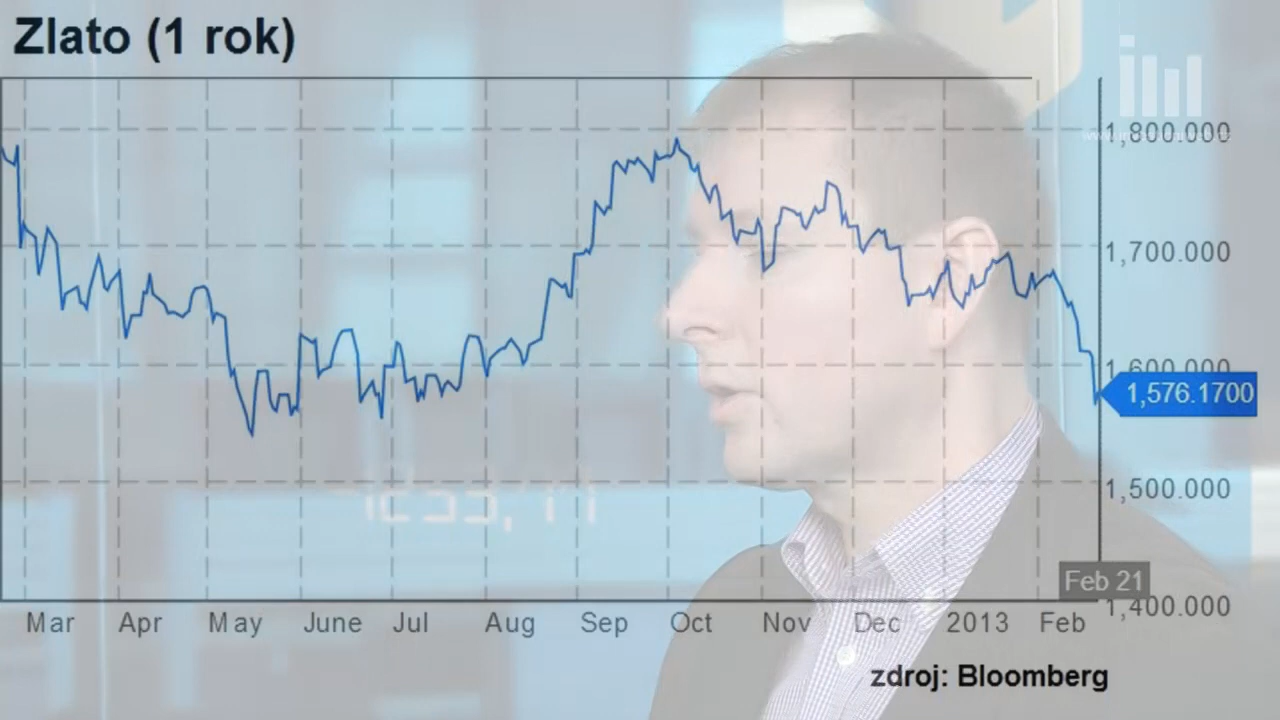 Zlato (1 rok)
1,800.000
1,700.000
1,600.000
1,576.1700
1,500.000
Feb 21
1,400.000
Mar Apr May June Jul Aug Sep Oct Nov Dec 2013 Feb
zdroj: Bloomberg